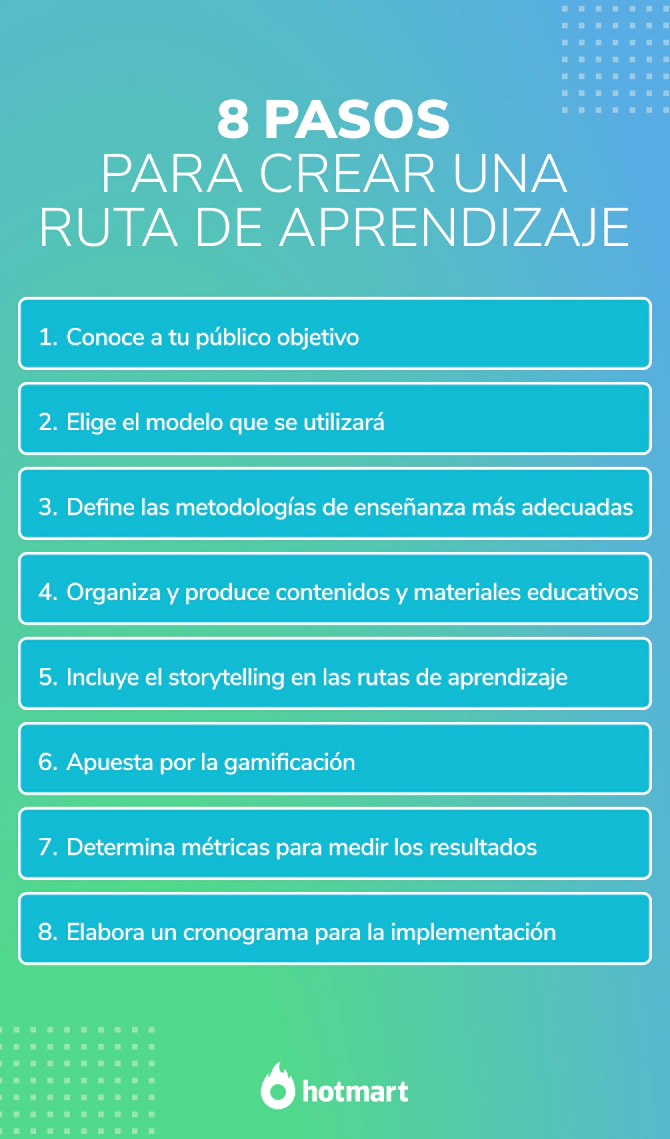 8 PASOS
PARA CREAR UNA
RUTA DE APRENDIZAJE
1. Conoce a tu público objetivo
2. Elige el modelo que se utilizará
3. Define las metodologías de enseñanza más adecuadas
4. Organiza y produce contenidos y materiales educativos
5. Incluye el storytelling en las rutas de aprendizaje
6. Apuesta por la gamificación
7. Determina métricas para medir los resultados
8. Elabora un cronograma para la implementación
hotmart